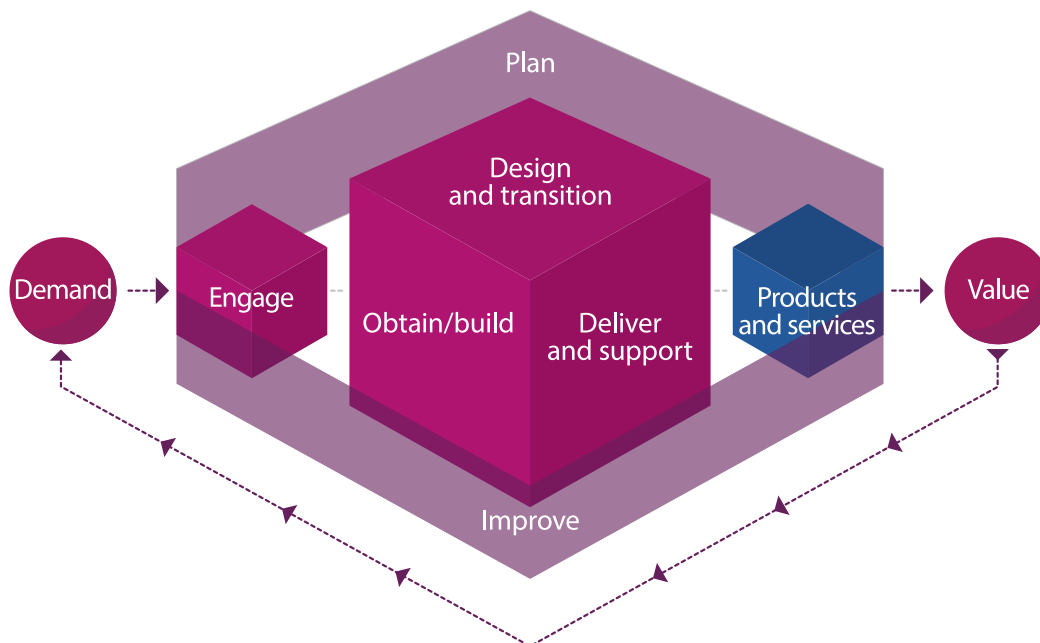 Plan
Design
and transition
Demand
Engage
Obtain/build
Deliver
and support
Products
and services
Value
Improve